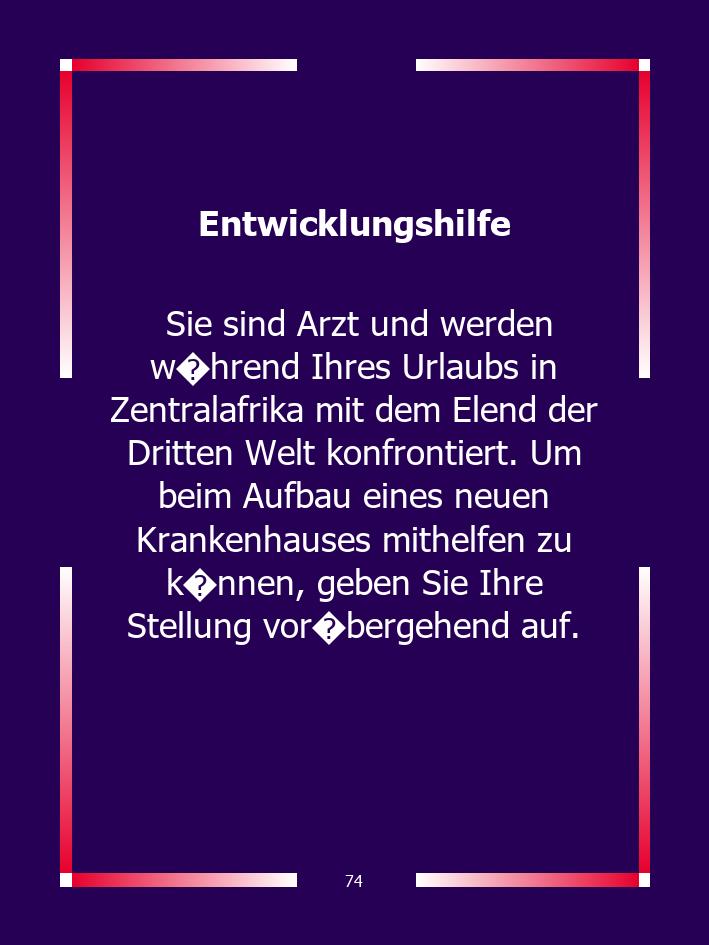 Entwicklungshilfe
Sie sind Arzt und werden
w�hrend Ihres Urlaubs in
Zentralafrika mit dem Elend der
Dritten Welt konfrontiert. Um
beim Aufbau eines neuen
Krankenhauses mithelfen zu
k�nnen, geben Sie Ihre
Stellung vor�bergehend auf.
74